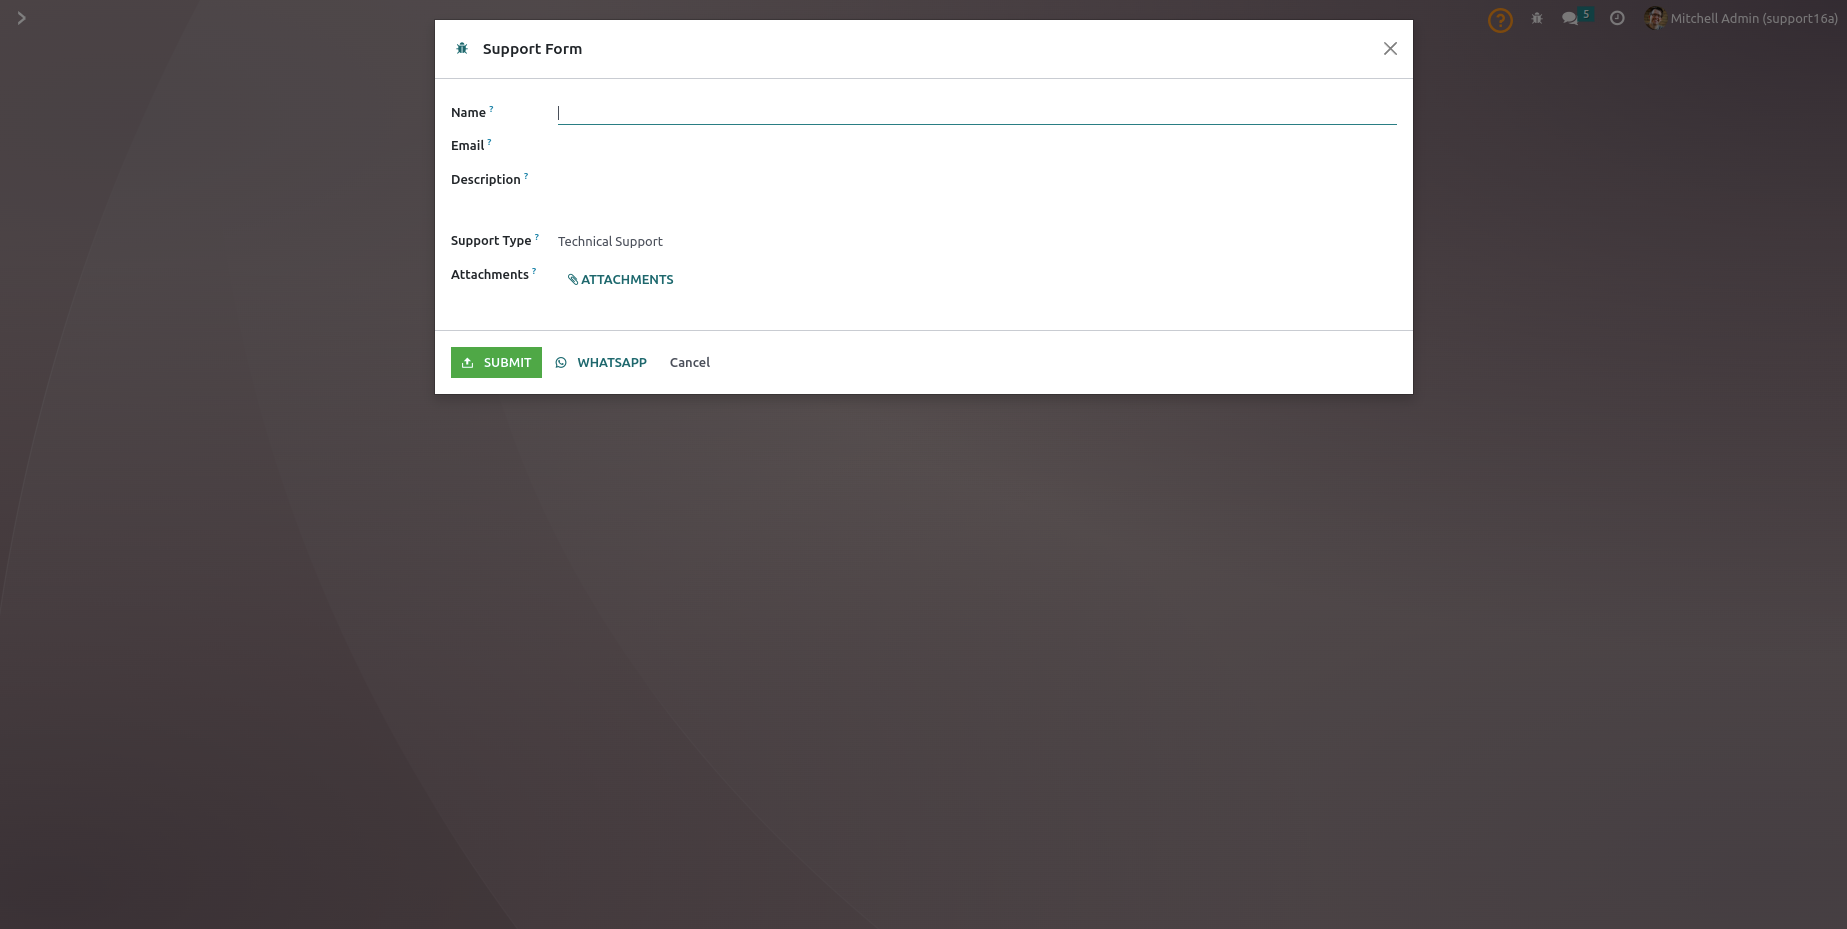 5
Mitchell Admin (support16a)
Support Form
Name ?
Email ?
Description ?
Support Type ? Technical Support
Attachments ? ATTACHMENTS
SUBMIT WHATSAPP Cancel